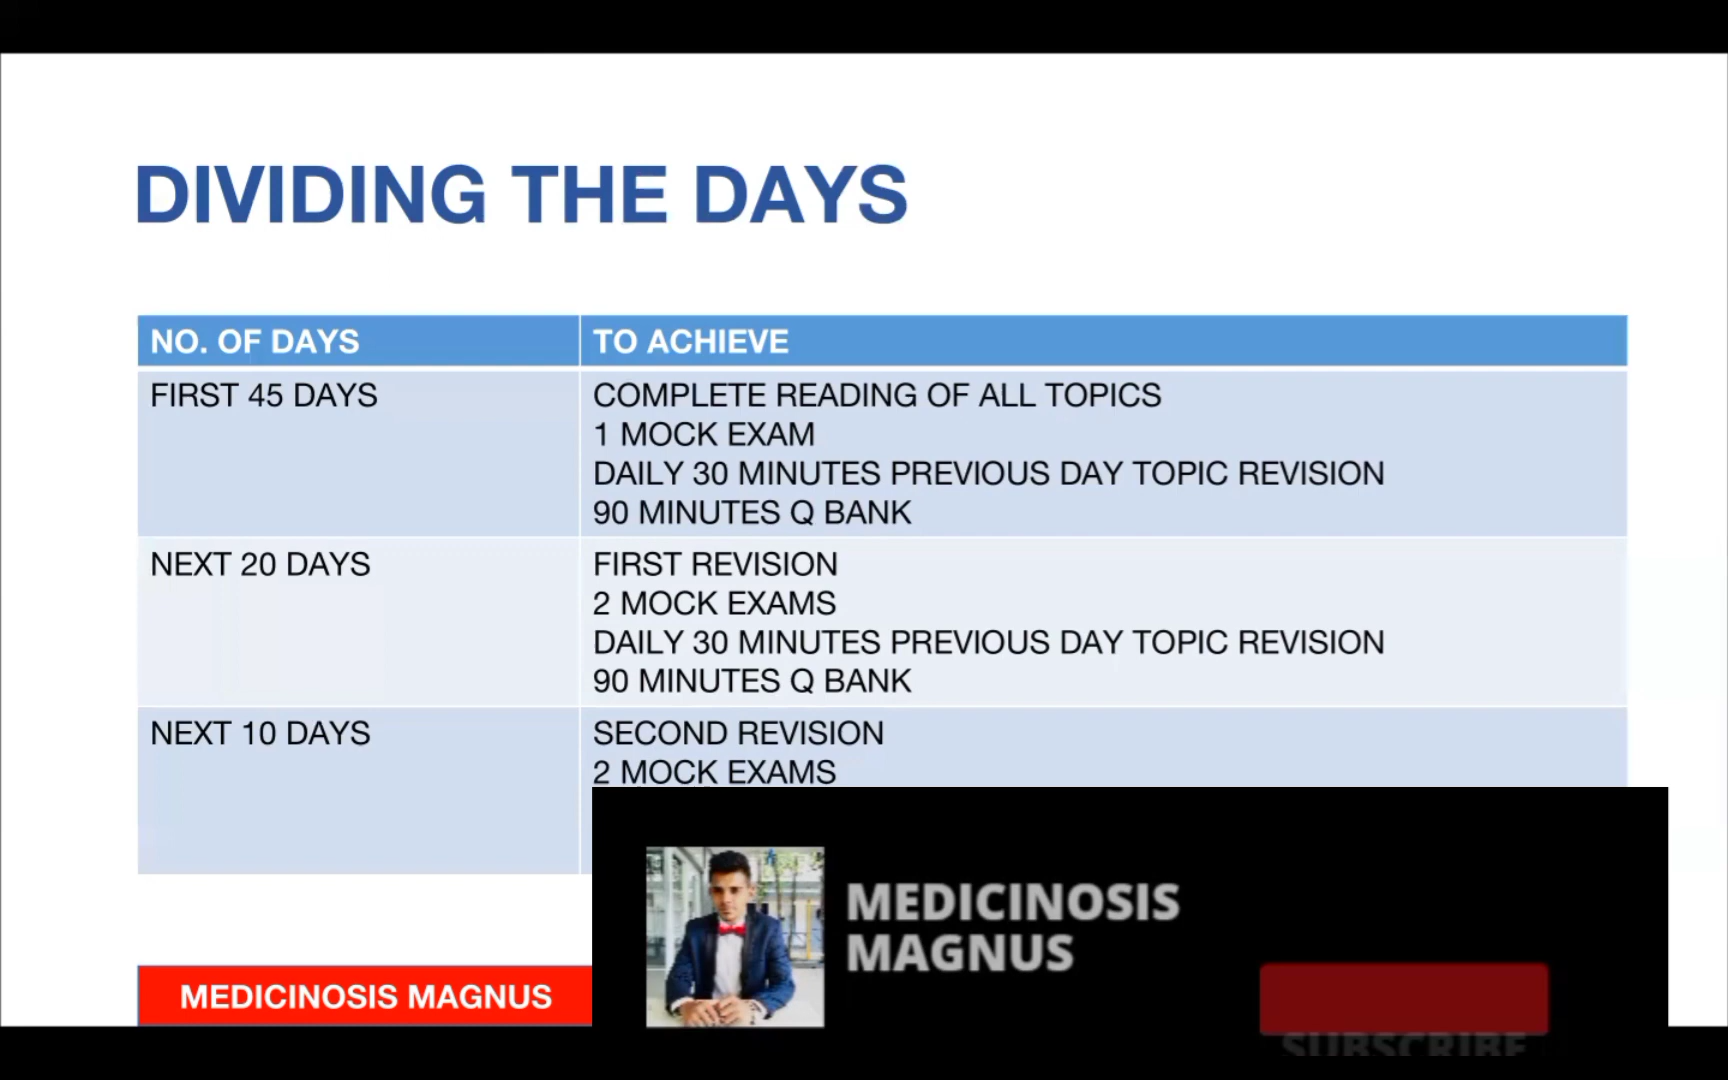 DIVIDING THE DAYS
NO. OF DAYS
TO ACHIEVE
FIRST 45 DAYS
COMPLETE READING OF ALL TOPICS
1 MOCK EXAM
DAILY 30 MINUTES PREVIOUS DAY TOPIC REVISION
90 MINUTES Q BANK
NEXT 20 DAYS
FIRST REVISION
2 MOCK EXAMS
DAILY 30 MINUTES PREVIOUS DAY TOPIC REVISION
90 MINUTES Q BANK
NEXT 10 DAYS
SECOND REVISION
2 MOCK EXAMS
MEDICINOSIS
MAGNUS
MEDICINOSIS MAGNUS
SUBSCRIBE